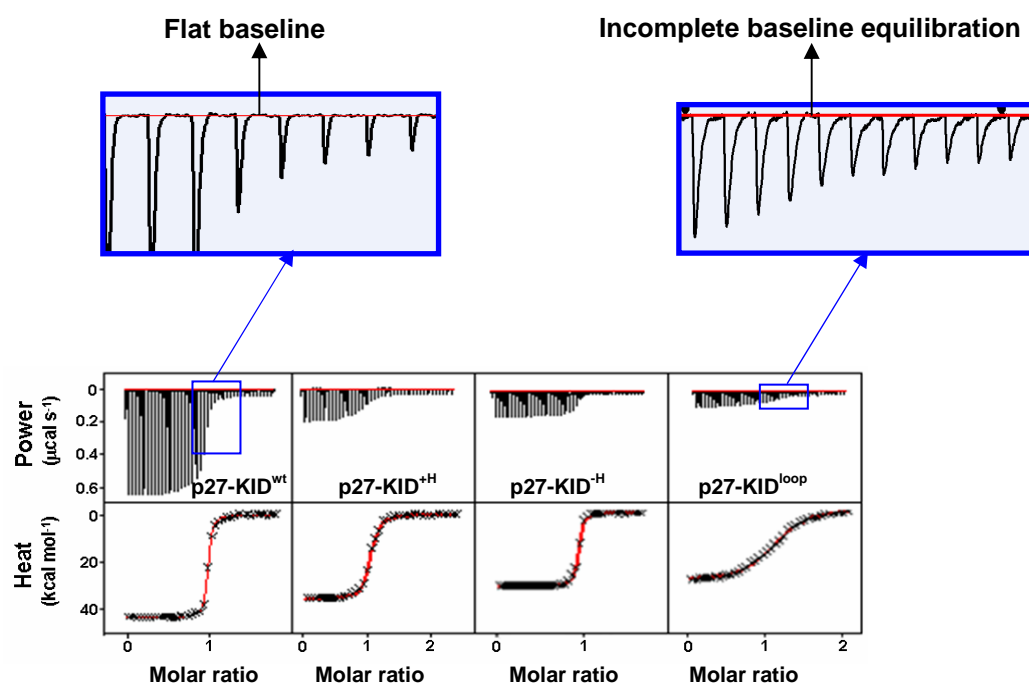 Flat baseline
Incomplete baseline equilibration
Power
(µcal s-1)
0
0.2
0.4
0.6
p27-KIDwt
p27-KID+H
p27-KID-H
p27-KIDloop
Heat
(kcal mol-1)
0
20
40
0 1
0 1 2
0 1
0 1 2
Molar ratio
Molar ratio
Molar ratio
Molar ratio